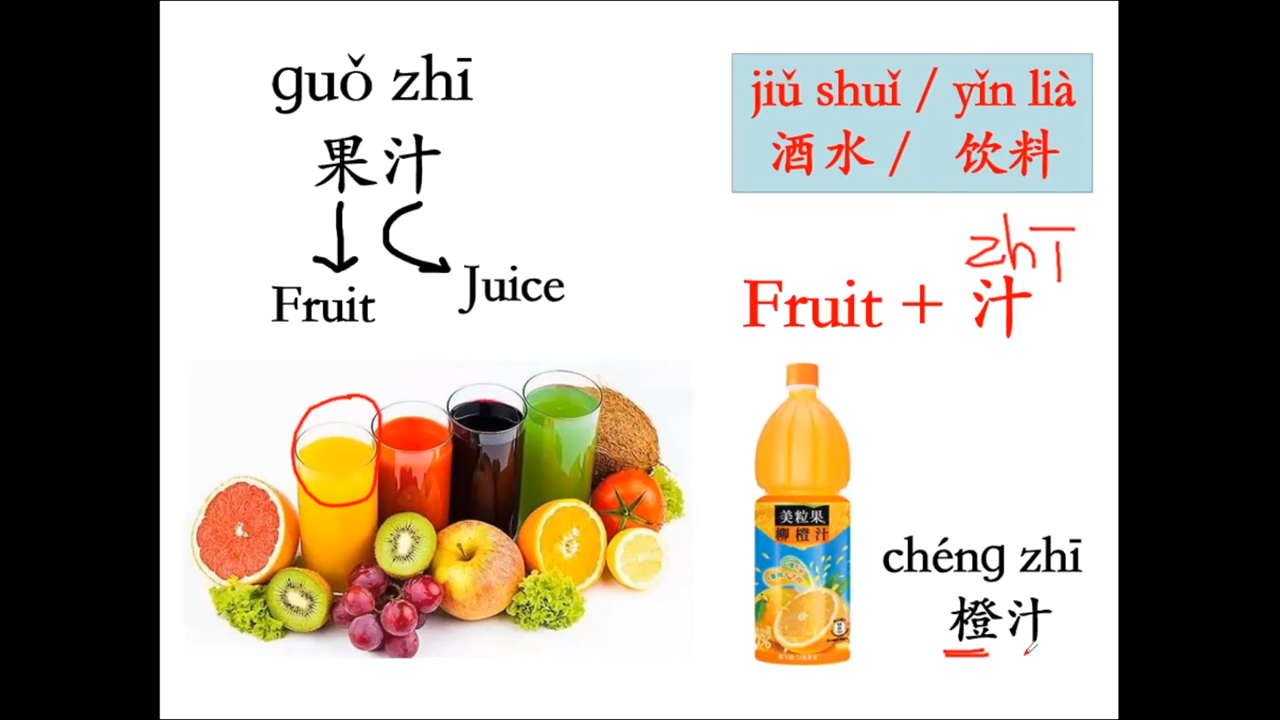 guǒ zhī
果汁
Fruit
Juice
jiǔ shuǐ / yǐn lià
酒水 / 饮料
zhī
Fruit + 汁
美粒果
柳橙汁
chéng zhī
橙汁